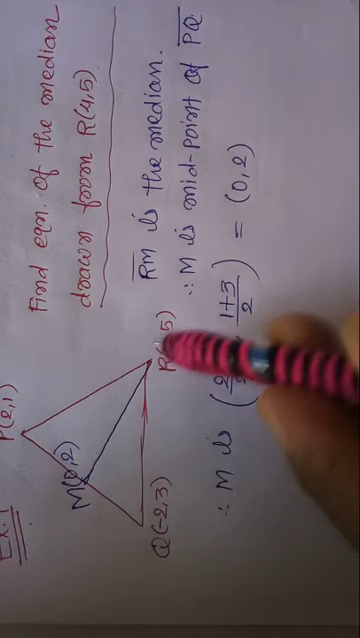 Ex. 1
Find eqn. of the median
drawn from R(4,5)
P(2,1)
M(0,2)
Q(-2,3)
RM is the median.
∴ M is mid-point of PQ
∴ M is ( , 1+3/2) = (0,2)